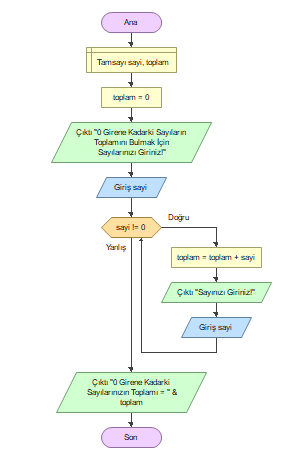 Ana
Tamsayı sayi, toplam
toplam = 0
Çıktı "0 Girene Kadarki Sayıların
Toplamını Bulmak İçin
Sayılarınızı Giriniz!"
Giriş sayi
sayi != 0
Doğru
Yanlış
toplam = toplam + sayi
Çıktı "Sayınızı Giriniz!"
Giriş sayi
Çıktı "0 Girene Kadarki
Sayılarınızın Toplamı = " &
toplam
Son